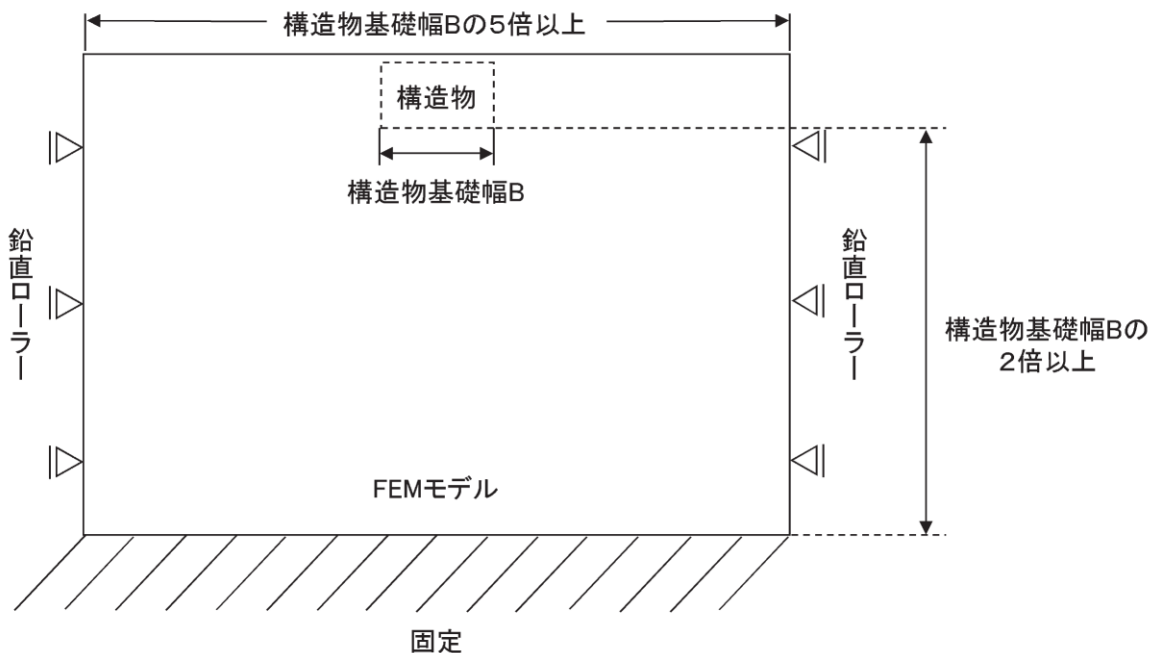 構造物基礎幅Bの5倍以上
構造物
構造物基礎幅B
鉛直ローラー
鉛直ローラー
構造物基礎幅Bの
2倍以上
FEMモデル
固定